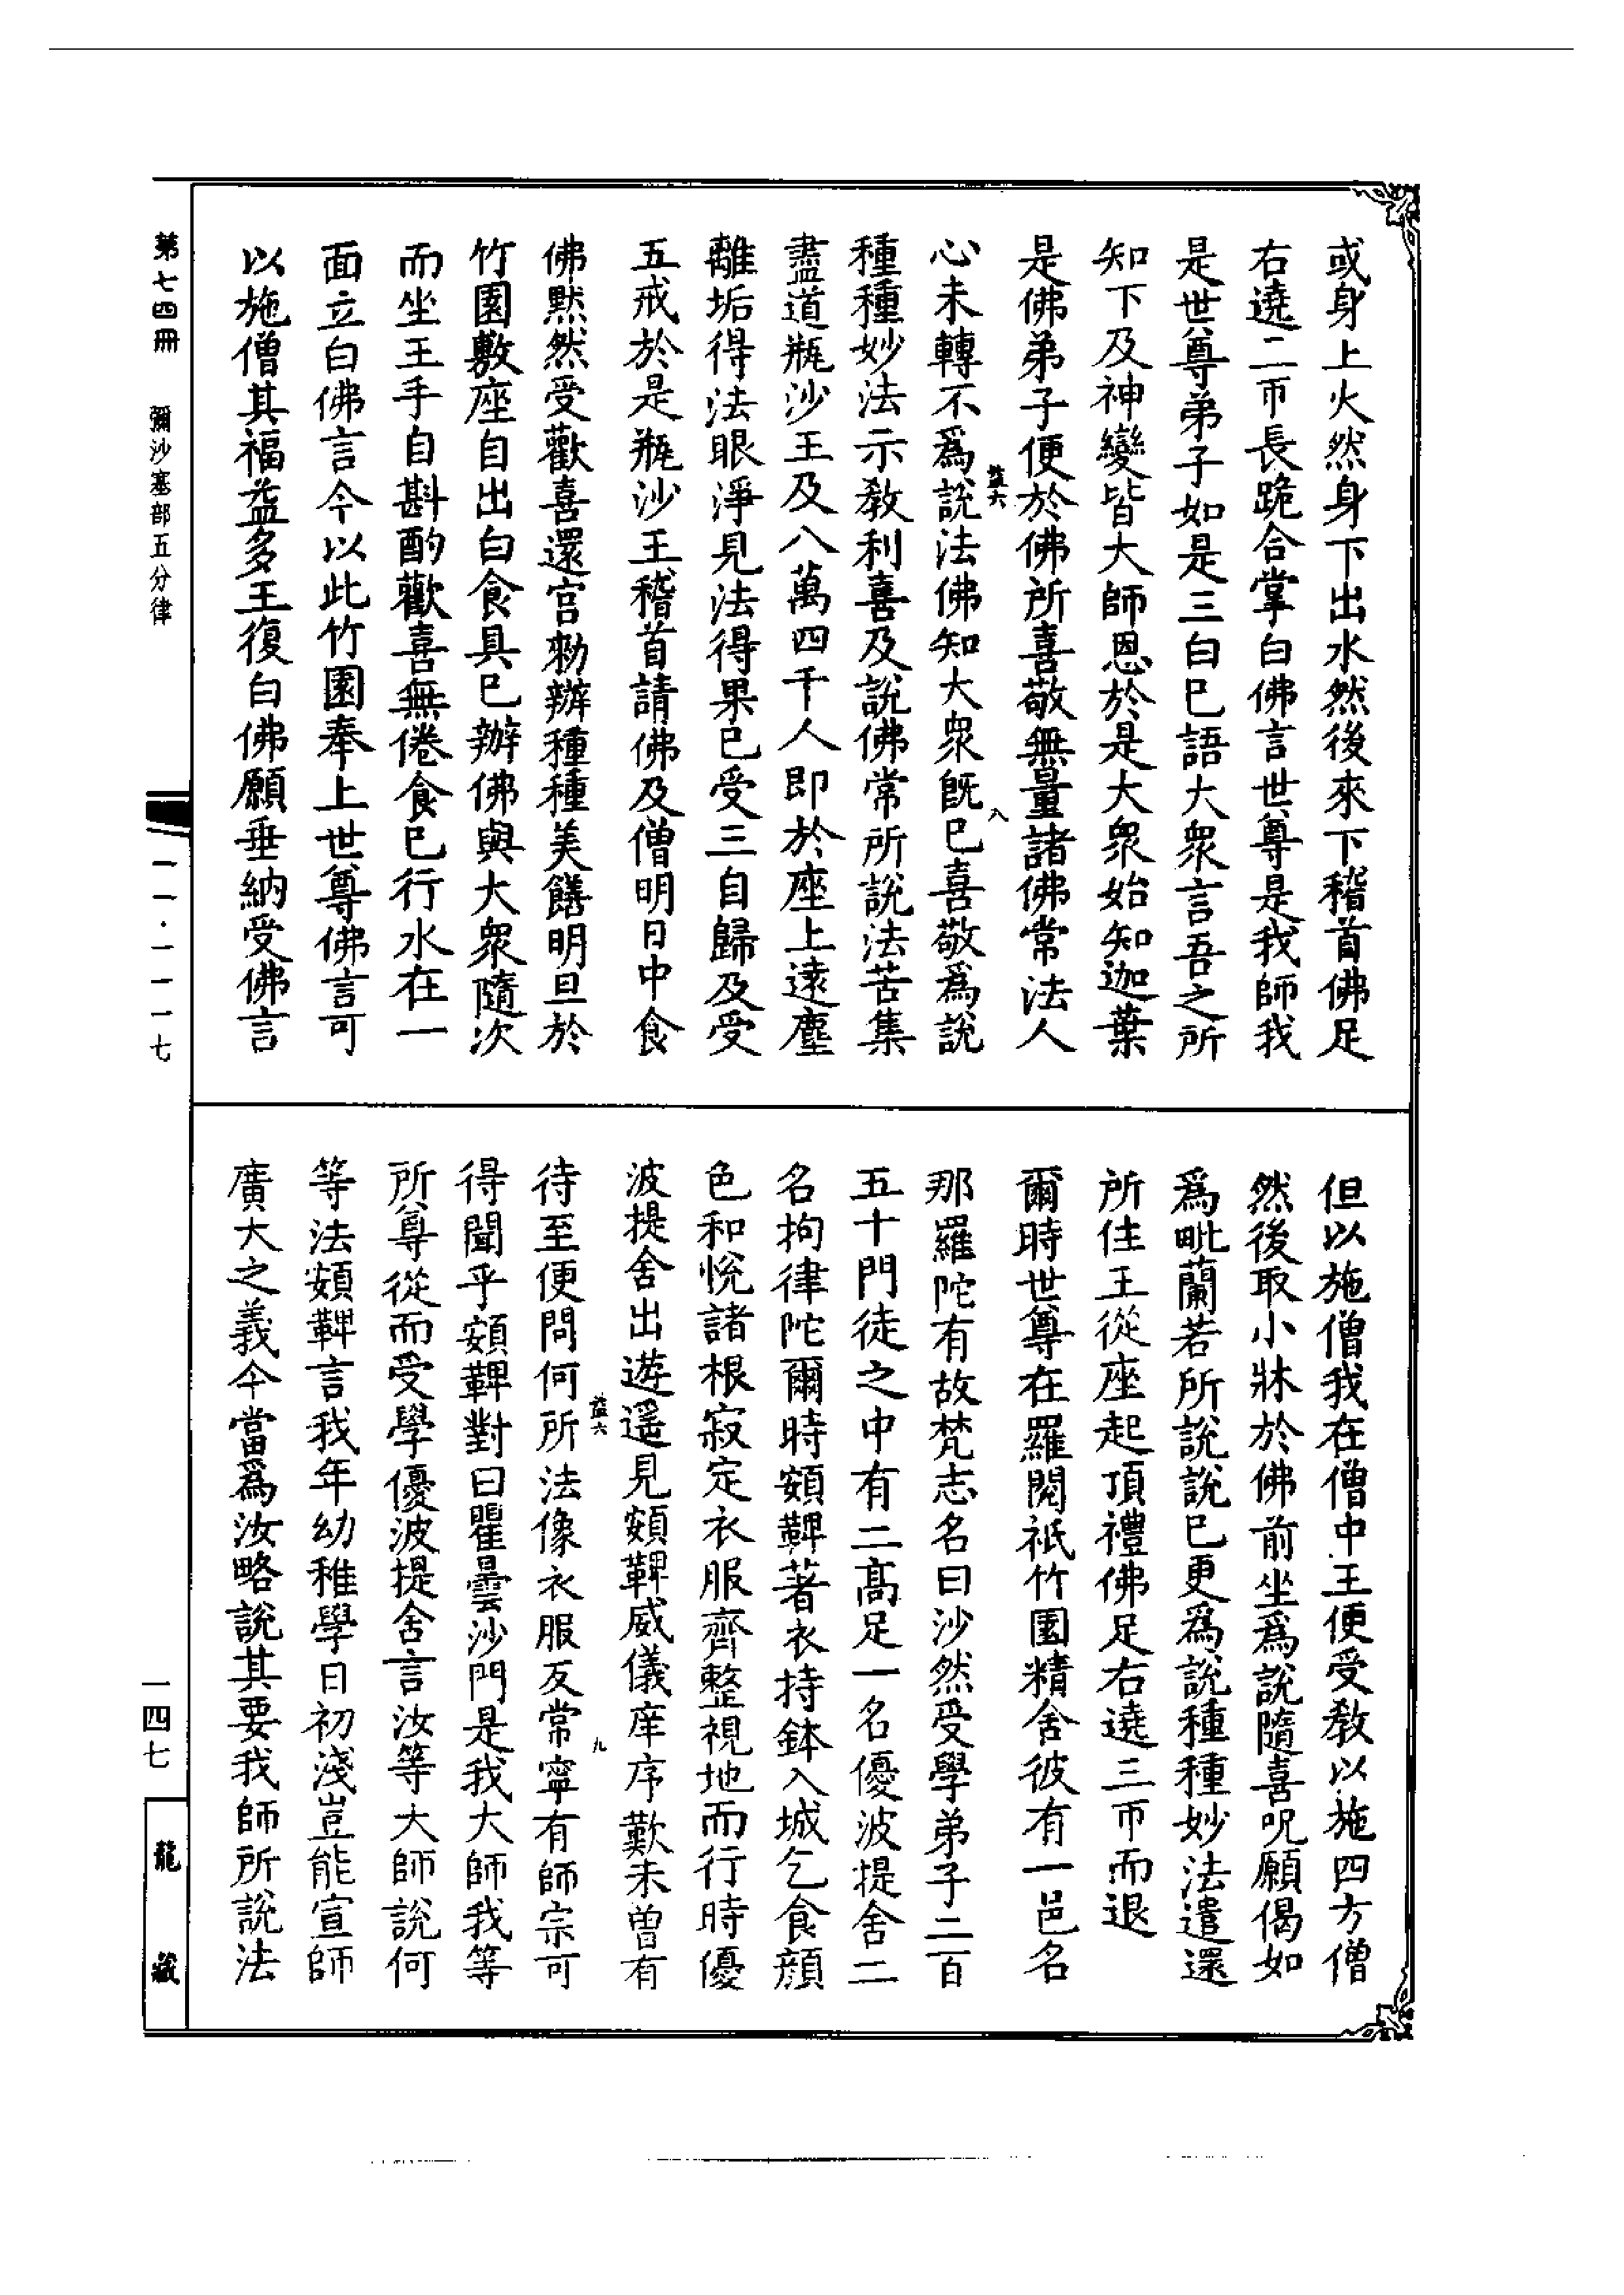 或身上火然身下出水然後來下稽首佛足
右遶二帀長跪合掌白佛言世尊是我師我
是世尊弟子如是三白已語大衆言吾之所
知下及神變皆大師恩於是大衆始知迦葉
是佛弟子便於佛所喜敬無量諸佛常法人
益六
八
心未轉不爲說法佛知大衆旣已喜敬爲說
種種妙法示敎利喜及說佛常所說法苦集
盡道瓶沙王及八萬四千人即於座上遠塵
離垢得法眼淨見法得果已受三自歸及受
五戒於是瓶沙王稽首請佛及僧明日中食
佛默然受歡喜還宮勑辦種種美饍明旦於
竹園敷座自出白食具已辦佛與大衆隨次
而坐王手自斟酌歡喜無倦食已行水在一
面立白佛言今以此竹園奉上世尊佛言可
以施僧其福益多王復白佛願垂納受佛言
但以施僧我在僧中王便受敎以施四方僧
然後取小牀於佛前坐爲說隨喜呪願偈如
爲毗蘭若所說說已更爲說種種妙法遣還
所住王從座起頂禮佛足右遶三帀而退
爾時世尊在羅閱祇竹園精舍彼有一邑名
那羅陀有故梵志名曰沙然受學弟子二百
五十門徒之中有二高足一名優波提舍二
名拘律陀爾時頞鞞著衣持鉢入城乞食顏
色和悅諸根寂定衣服齊整視地而行時優
波提舍出遊遥見頞鞞威儀庠序歎未曾有
益六
九
待至便問何所法像衣服反常寧有師宗可
得聞乎頞鞞對曰瞿曇沙門是我大師我等
所尊從而受學優波提舍言汝等大師說何
等法頞鞞言我年幼稚學日初淺豈能宣師
廣大之義今當爲汝略說其要我師所說法
第七四冊 彌沙塞部五分律
一一·一一一七
一四七
龍藏